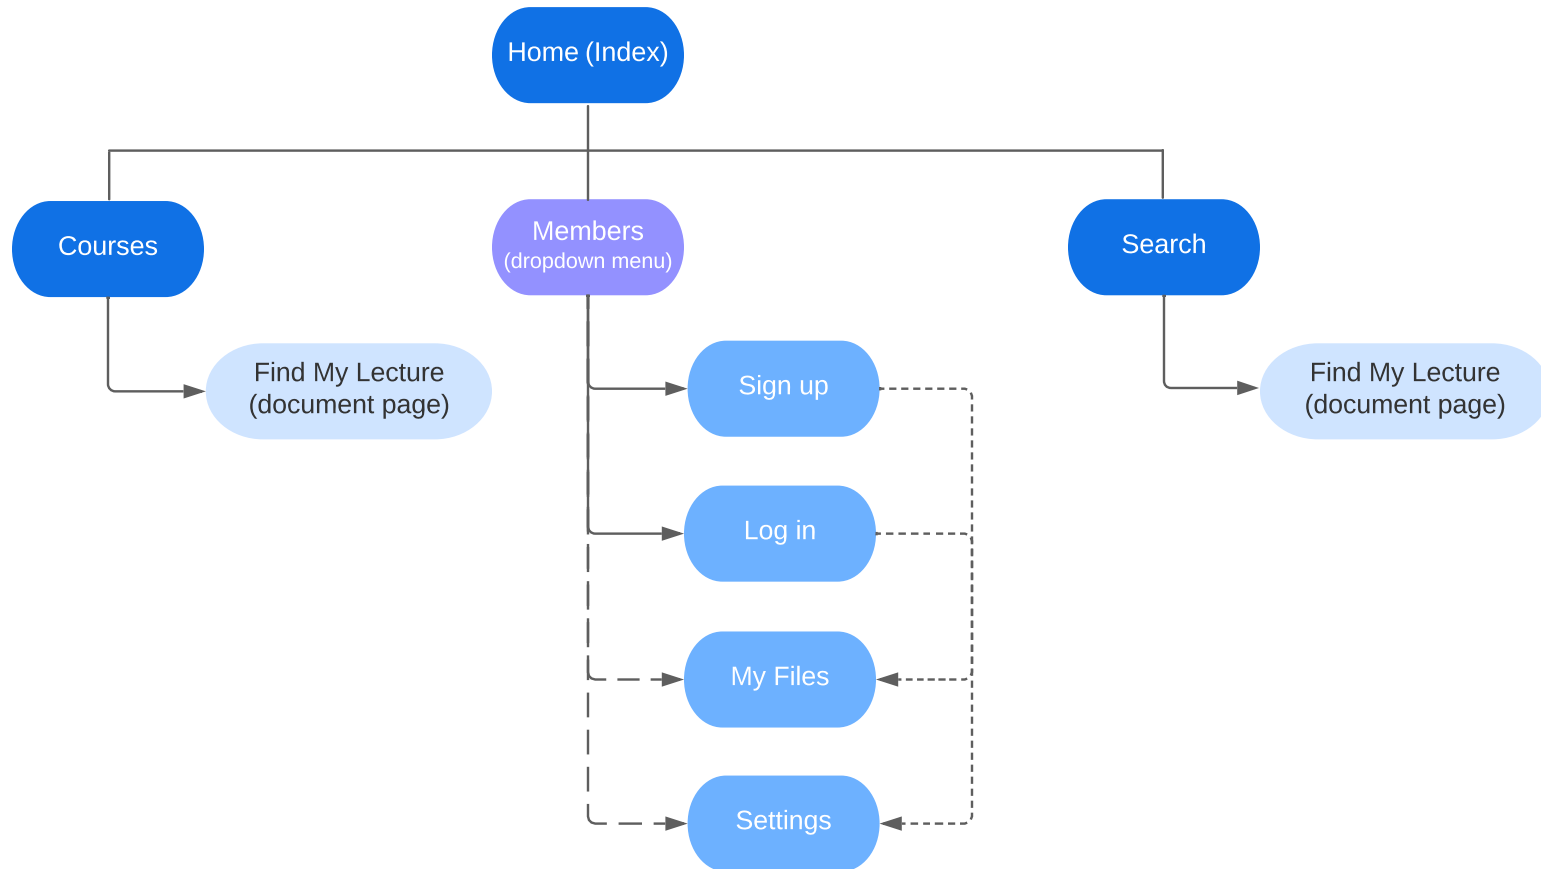 Home (Index)
Courses
Members
(dropdown menu)
Search
Find My Lecture
(document page)
Sign up
Find My Lecture
(document page)
Log in
My Files
Settings